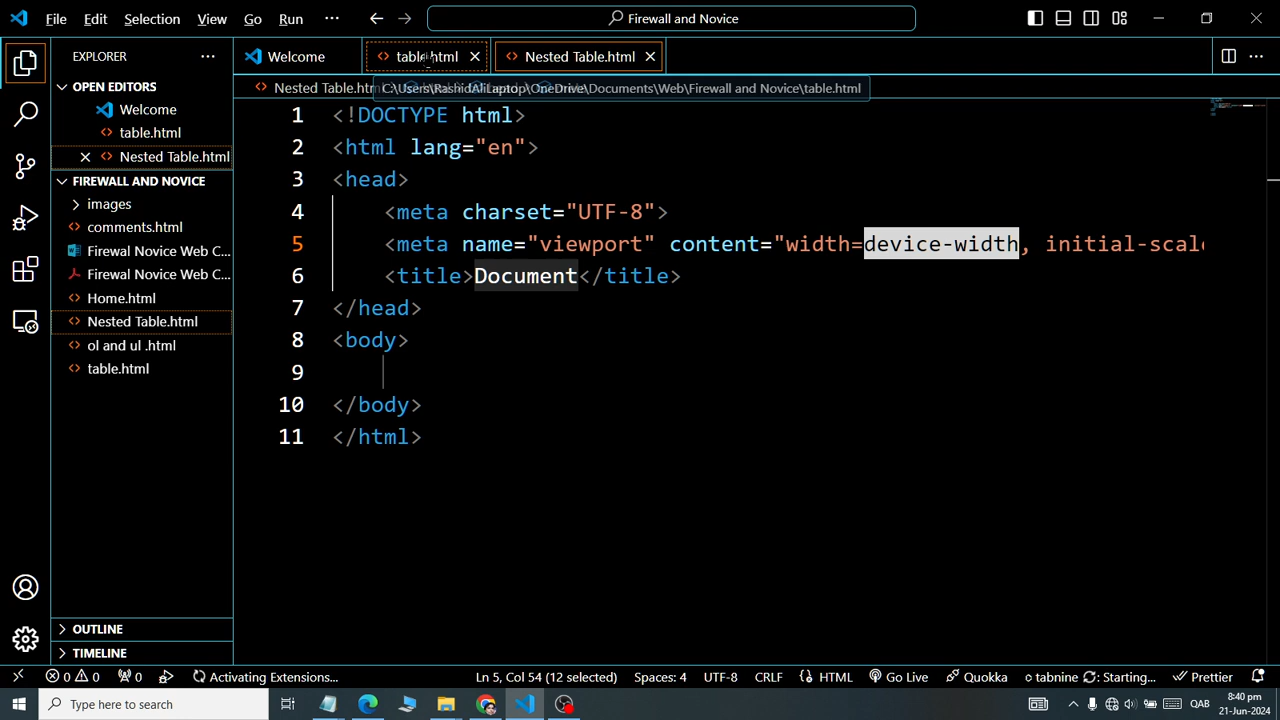 File Edit Selection View Go Run ··· Firewall and Novice
EXPLORER ···
OPEN EDITORS
Welcome
table.html
Nested Table.html
FIREWALL AND NOVICE
images
comments.html
Firewal Novice Web C...
Firewal Novice Web C...
Home.html
Nested Table.html
ol and ul .html
table.html
OUTLINE
TIMELINE
Welcome table.html Nested Table.html
Nested Table.html
C:\Users\Rashid Ali Laptop\OneDrive\Documents\Web\Firewall and Novice\table.html
1 <!DOCTYPE html>
2 <html lang="en">
3 <head>
4 <meta charset="UTF-8">
5 <meta name="viewport" content="width=device-width, initial-scale
6 <title>Document</title>
7 </head>
8 <body>
9
10 </body>
11 </html>
0 0 0 Activating Extensions... Ln 5, Col 54 (12 selected) Spaces: 4 UTF-8 CRLF HTML Go Live Quokka tabnine Starting... Prettier
Type here to search QAB 8:40 pm
21-Jun-2024